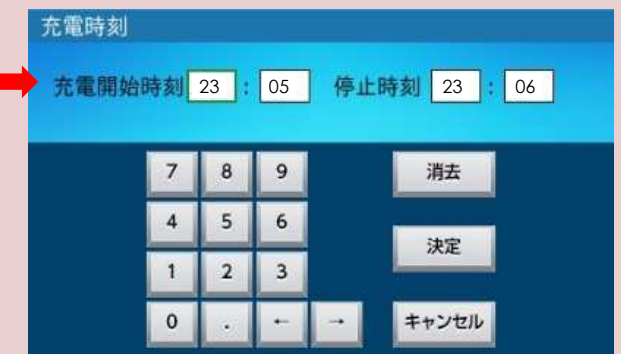 充電時刻
充電開始時刻 23 : 05 停止時刻 23 : 06
7 8 9 消去
4 5 6
決定
1 2 3
0 . ← → キャンセル